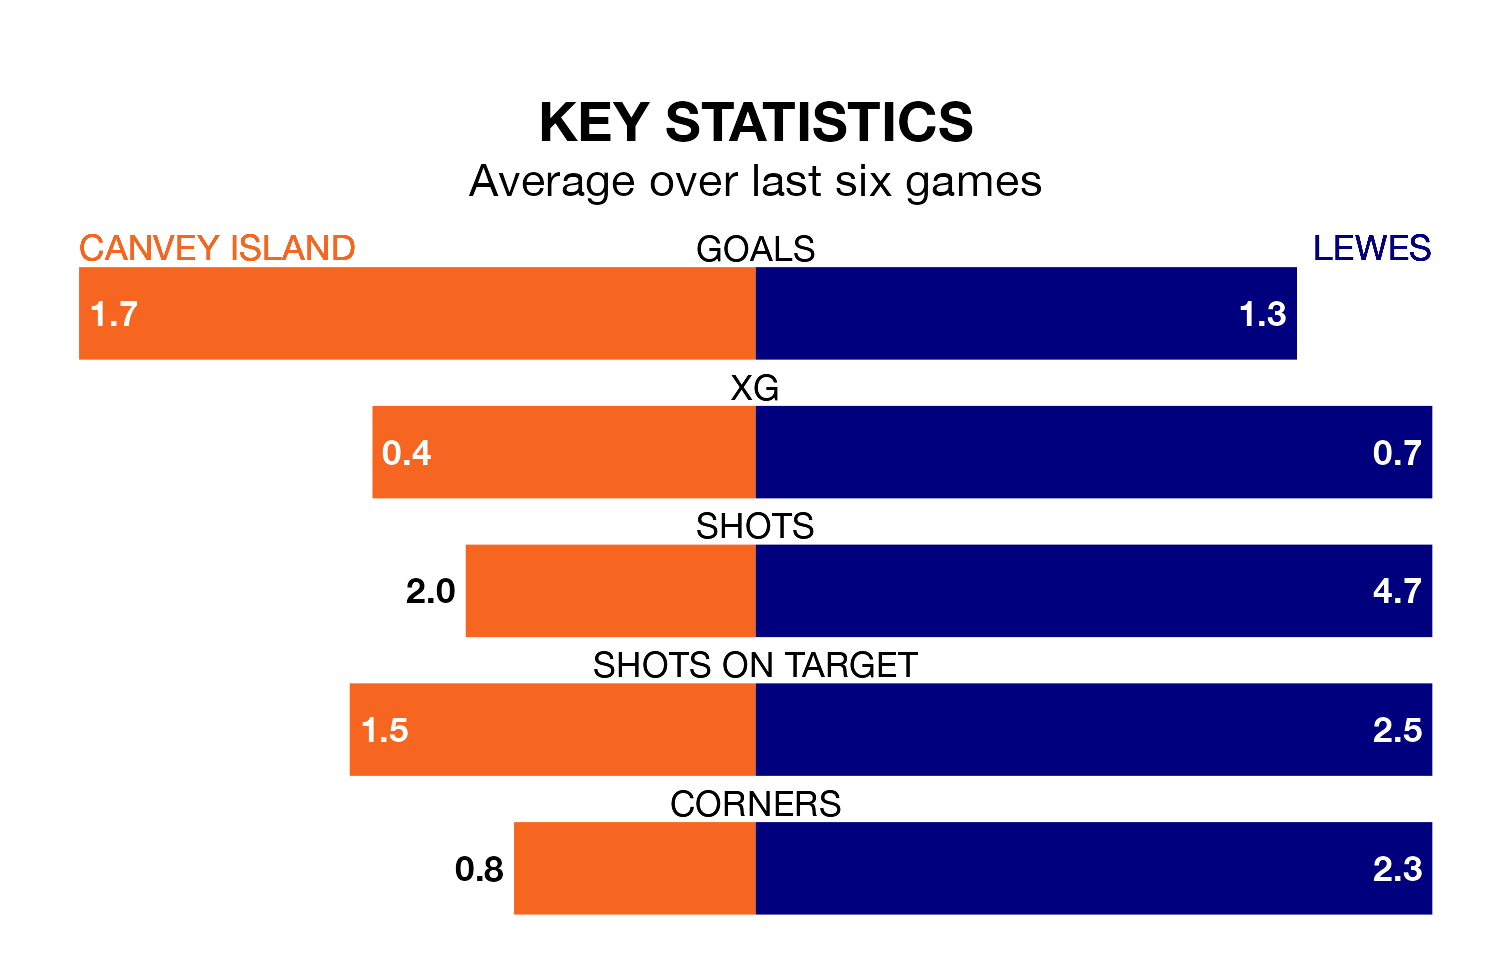 KEY STATISTICS
Average over last six games
CANVEY ISLAND GOALS LEWES
1.7 1.3
XG
0.4 0.7
SHOTS
2.0 4.7
SHOTS ON TARGET
1.5 2.5
CORNERS
0.8 2.3